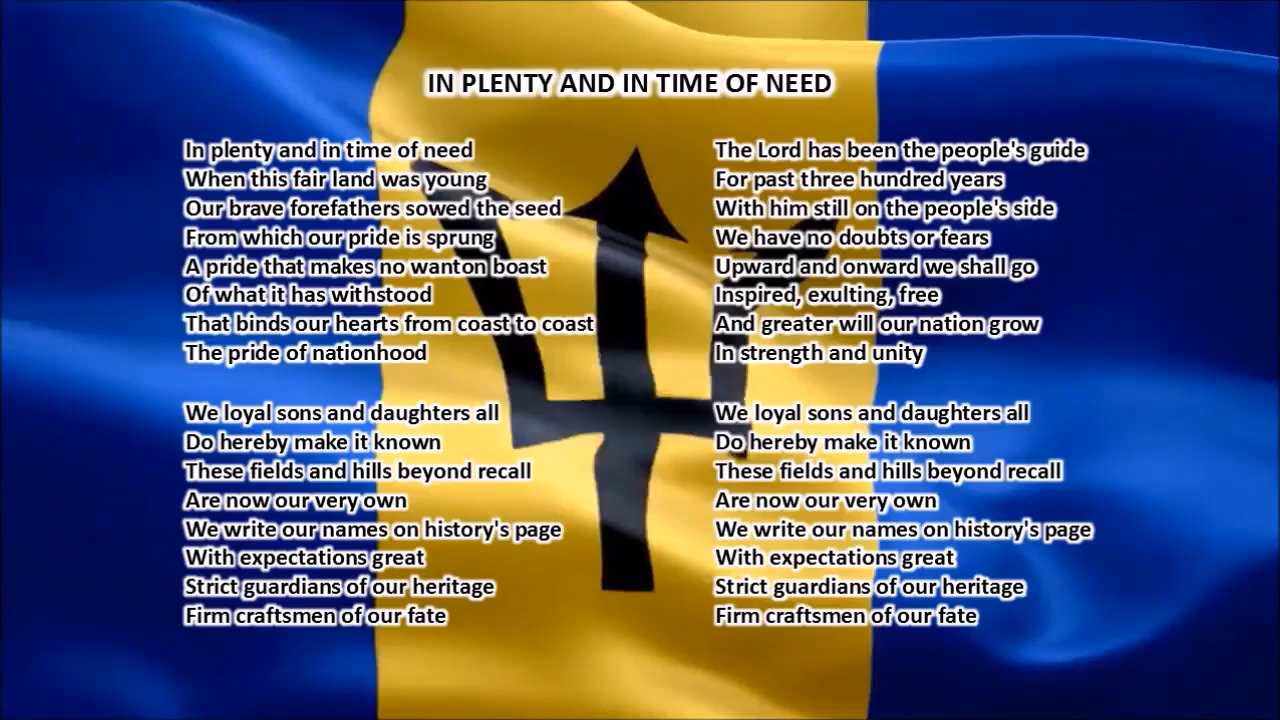 IN PLENTY AND IN TIME OF NEED
In plenty and in time of need
When this fair land was young
Our brave forefathers sowed the seed
From which our pride is sprung
A pride that makes no wanton boast
Of what it has withstood
That binds our hearts from coast to coast
The pride of nationhood
We loyal sons and daughters all
Do hereby make it known
These fields and hills beyond recall
Are now our very own
We write our names on history's page
With expectations great
Strict guardians of our heritage
Firm craftsmen of our fate
The Lord has been the people's guide
For past three hundred years
With him still on the people's side
We have no doubts or fears
Upward and onward we shall go
Inspired, exulting, free
And greater will our nation grow
In strength and unity
We loyal sons and daughters all
Do hereby make it known
These fields and hills beyond recall
Are now our very own
We write our names on history's page
With expectations great
Strict guardians of our heritage
Firm craftsmen of our fate